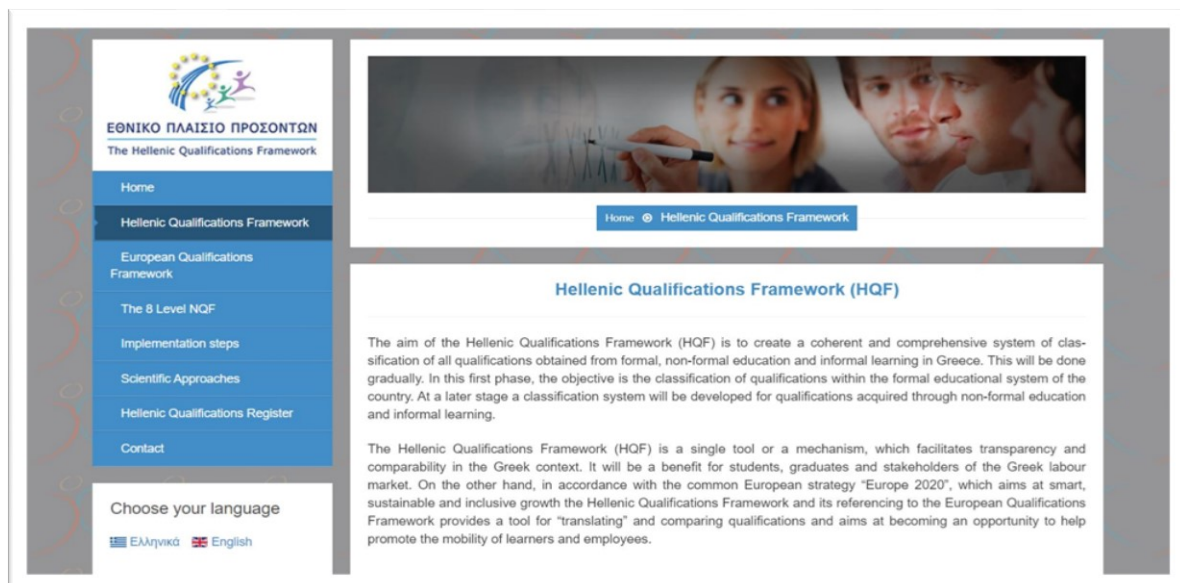 ΕΘΝΙΚΟ ΠΛΑΙΣΙΟ ΠΡΟΣΟΝΤΩΝ
The Hellenic Qualifications Framework
Home
Hellenic Qualifications Framework
European Qualifications
Framework
The 8 Level NQF
Implementation steps
Scientific Approaches
Hellenic Qualifications Register
Contact
Choose your language
Ελληνικά English
Home Hellenic Qualifications Framework
Hellenic Qualifications Framework (HQF)
The aim of the Hellenic Qualifications Framework (HQF) is to create a coherent and comprehensive system of clas-
sification of all qualifications obtained from formal, non-formal education and informal learning in Greece. This will be done
gradually. In this first phase, the objective is the classification of qualifications within the formal educational system of the
country. At a later stage a classification system will be developed for qualifications acquired through non-formal education
and informal learning.
The Hellenic Qualifications Framework (HQF) is a single tool or a mechanism, which facilitates transparency and
comparability in the Greek context. It will be a benefit for students, graduates and stakeholders of the Greek labour
market. On the other hand, in accordance with the common European strategy “Europe 2020”, which aims at smart,
sustainable and inclusive growth the Hellenic Qualifications Framework and its referencing to the European Qualifications
Framework provides a tool for “translating” and comparing qualifications and aims at becoming an opportunity to help
promote the mobility of learners and employees.